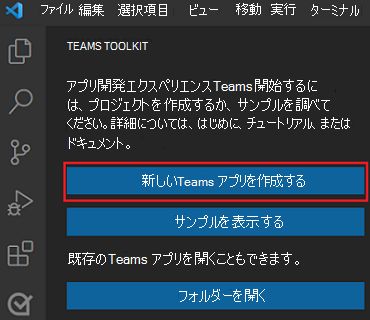 ファイル 編集 選択項目 ビュー 移動 実行 ターミナル
TEAMS TOOLKIT
アプリ開発エクスペリエンスTeams開始するに
は、プロジェクトを作成するか、サンプルを調べて
ください。詳細については、はじめに、チュートリアル、または
ドキュメント。
新しいTeams アプリを作成する
サンプルを表示する
既存のTeams アプリを開くこともできます。
フォルダーを開く